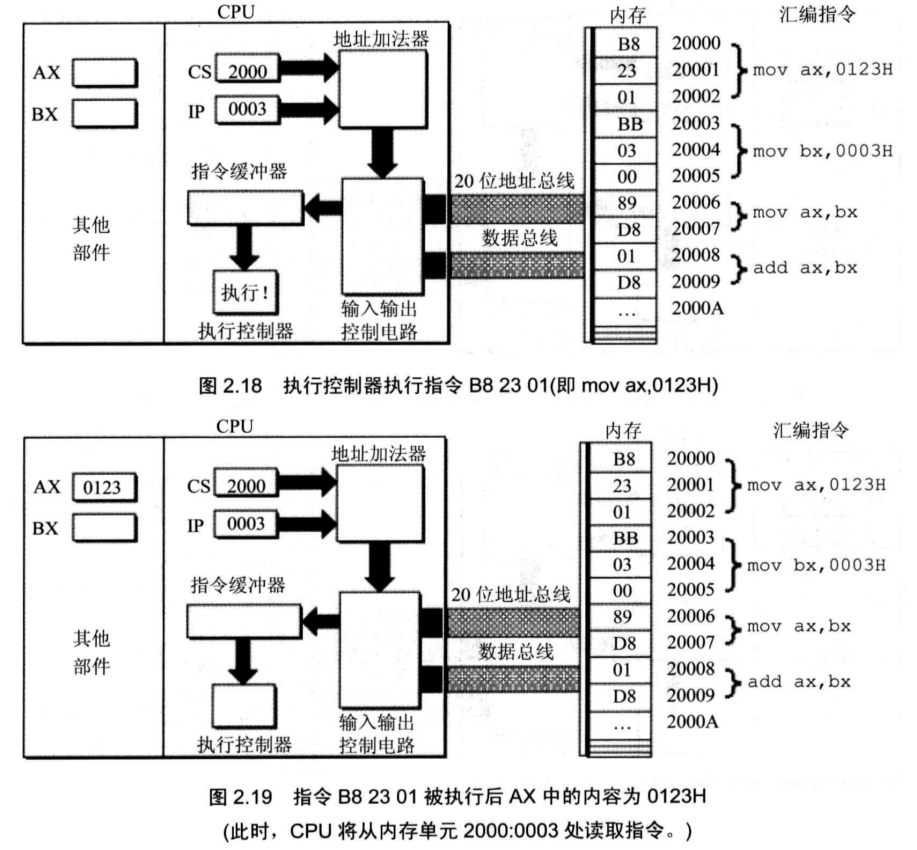 CPU
内存
汇编指令
地址加法器
AX
CS 2000
BX
IP 0003
指令缓冲器
20 位地址总线
数据总线
其他
部件
执行！
执行控制器
输入输出
控制电路
B8 20000
23 20001 mov ax,0123H
01 20002
BB 20003
03 20004 mov bx,0003H
00 20005
89 20006 mov ax,bx
D8 20007
01 20008 add ax,bx
D8 20009
… 2000A
图 2.18 执行控制器执行指令 B8 23 01(即 mov ax,0123H)
CPU
内存
汇编指令
地址加法器
AX 0123
CS 2000
BX
IP 0003
指令缓冲器
20 位地址总线
数据总线
其他
部件
执行控制器
输入输出
控制电路
B8 20000
23 20001 mov ax,0123H
01 20002
BB 20003
03 20004 mov bx,0003H
00 20005
89 20006 mov ax,bx
D8 20007
01 20008 add ax,bx
D8 20009
… 2000A
图 2.19 指令 B8 23 01 被执行后 AX 中的内容为 0123H
(此时，CPU 将从内存单元 2000:0003 处读取指令。)